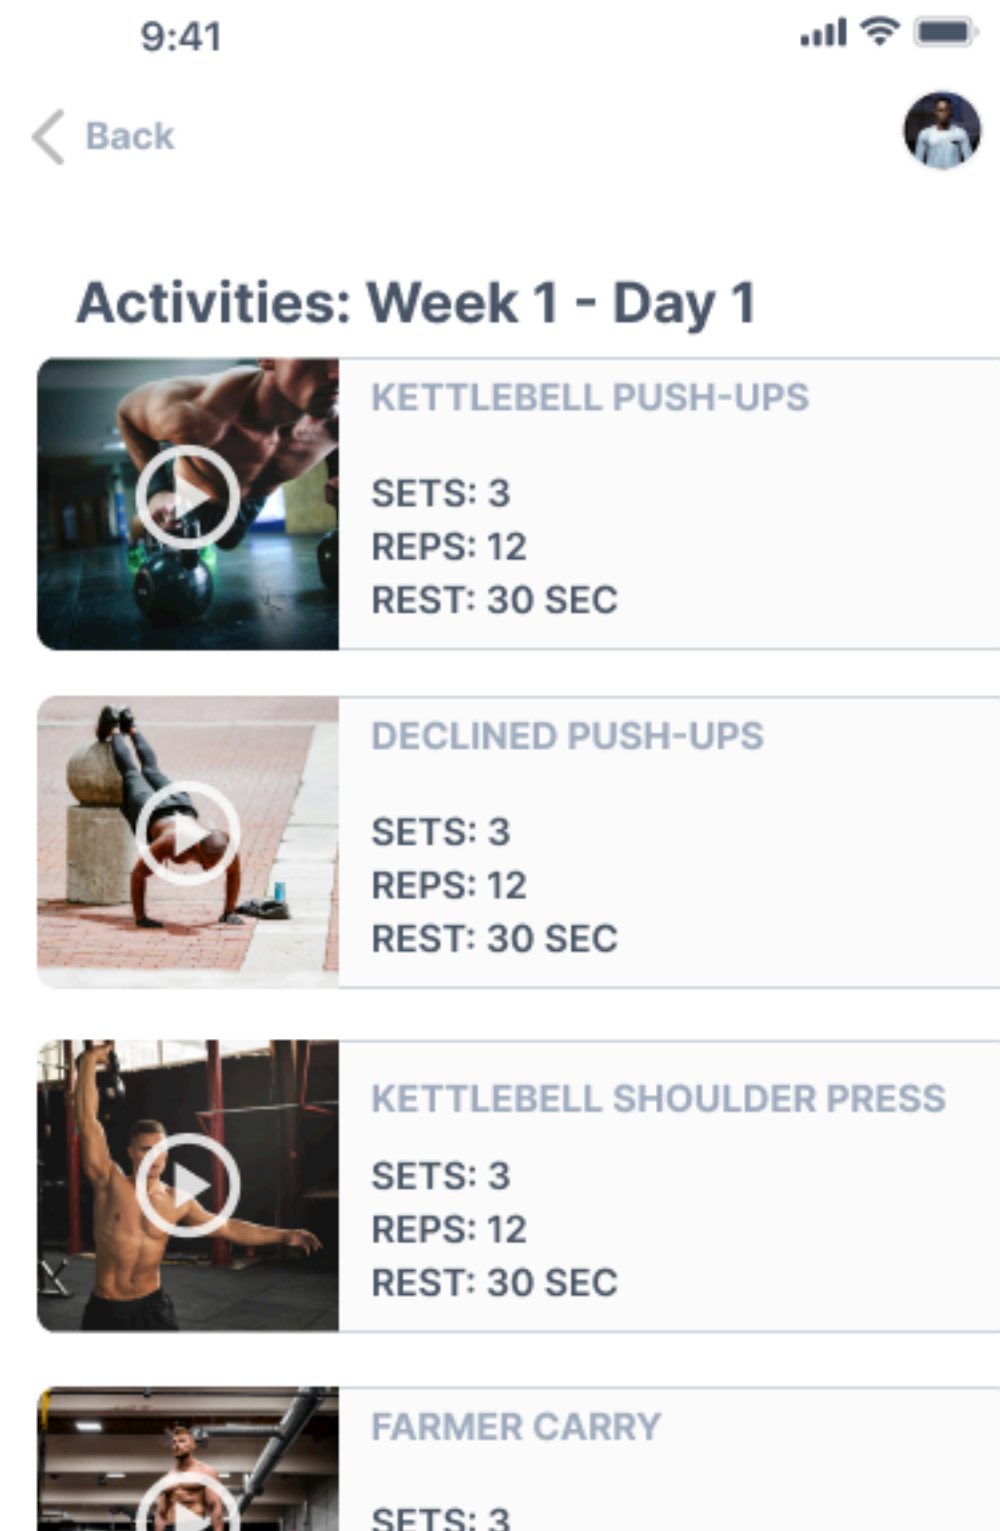 9:41
Back
Activities: Week 1 - Day 1
KETTLEBELL PUSH-UPS
SETS: 3
REPS: 12
REST: 30 SEC
DECLINED PUSH-UPS
SETS: 3
REPS: 12
REST: 30 SEC
KETTLEBELL SHOULDER PRESS
SETS: 3
REPS: 12
REST: 30 SEC
FARMER CARRY
SETS: 3